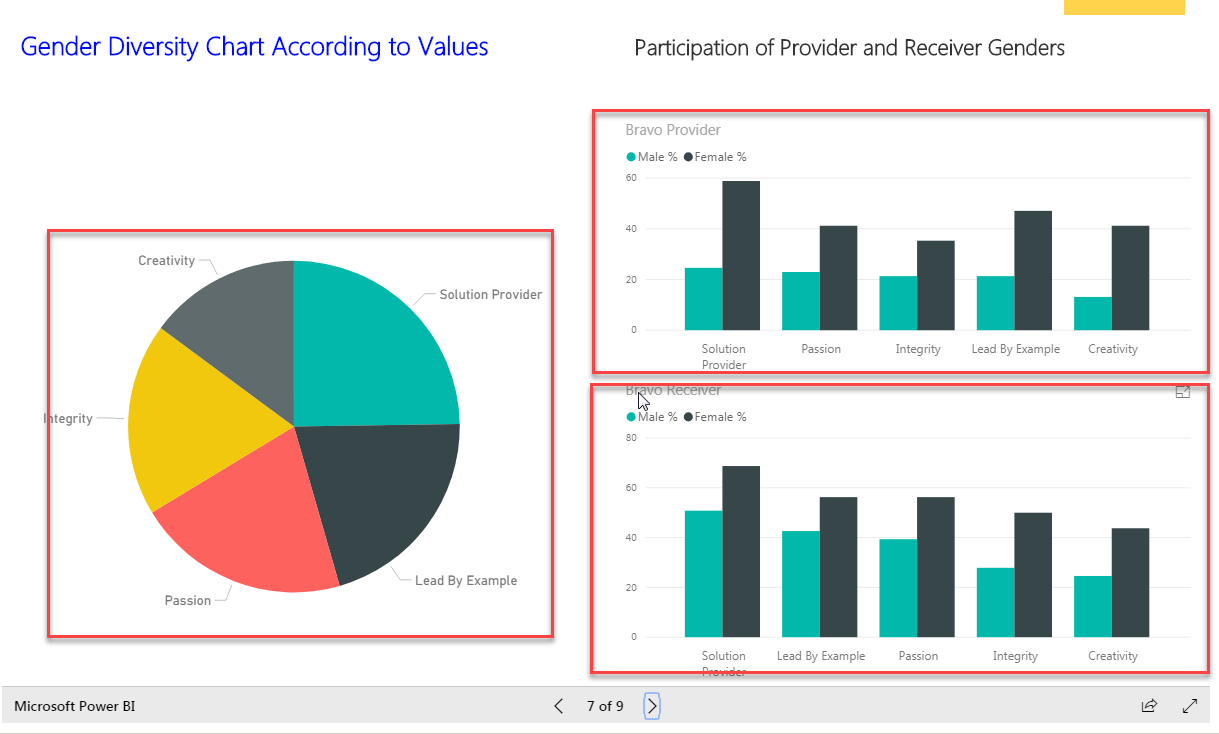 Gender Diversity Chart According to Values
Participation of Provider and Receiver Genders
Creativity
Solution Provider
Integrity
Lead By Example
Passion
Bravo Provider
Male % Female %
60
40
20
0
Solution
Provider
Passion
Integrity
Lead By Example
Creativity
Bravo Receiver
Male % Female %
80
60
40
20
0
Solution
Provider
Lead By Example
Passion
Integrity
Creativity
Microsoft Power BI
7 of 9